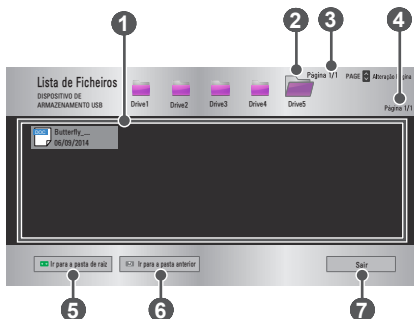 1
2
3
4
Lista de Ficheiros
DISPOSITIVO DE
ARMAZENAMENTO USB
Drive1
Drive2
Drive3
Drive4
Drive5
Página 1/1
PAGE
Alteração Página
Página 1/1
DOC
Butterfly_...
06/09/2014
Ir para a pasta de raiz
Ir para a pasta anterior
Sair
5
6
7